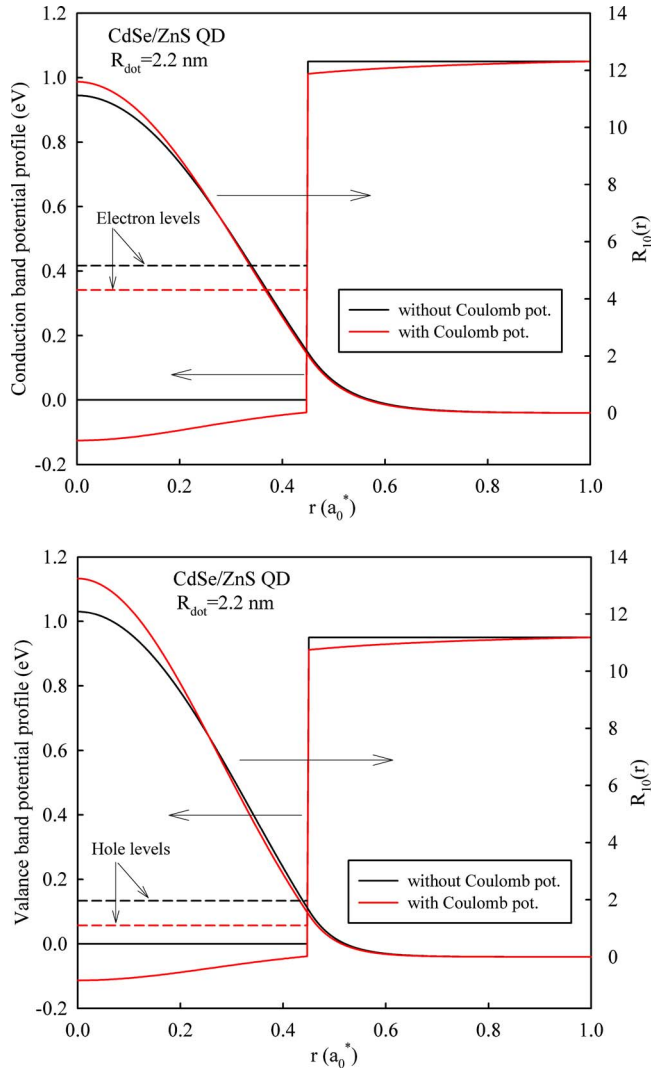 CdSe/ZnS QD
R_dot=2.2 nm
Conduction band potential profile (eV)
1.2
1.0
0.8
0.6
0.4
0.2
0.0
-0.2
Electron levels
without Coulomb pot.
with Coulomb pot.
14
12
10
8
6
4
2
0
R_10(r)
0.0 0.2 0.4 0.6 0.8 1.0
r (a_0^*)
CdSe/ZnS QD
R_dot=2.2 nm
Valance band potential profile (eV)
1.2
1.0
0.8
0.6
0.4
0.2
0.0
-0.2
Hole levels
without Coulomb pot.
with Coulomb pot.
14
12
10
8
6
4
2
0
R_10(r)
0.0 0.2 0.4 0.6 0.8 1.0
r (a_0^*)